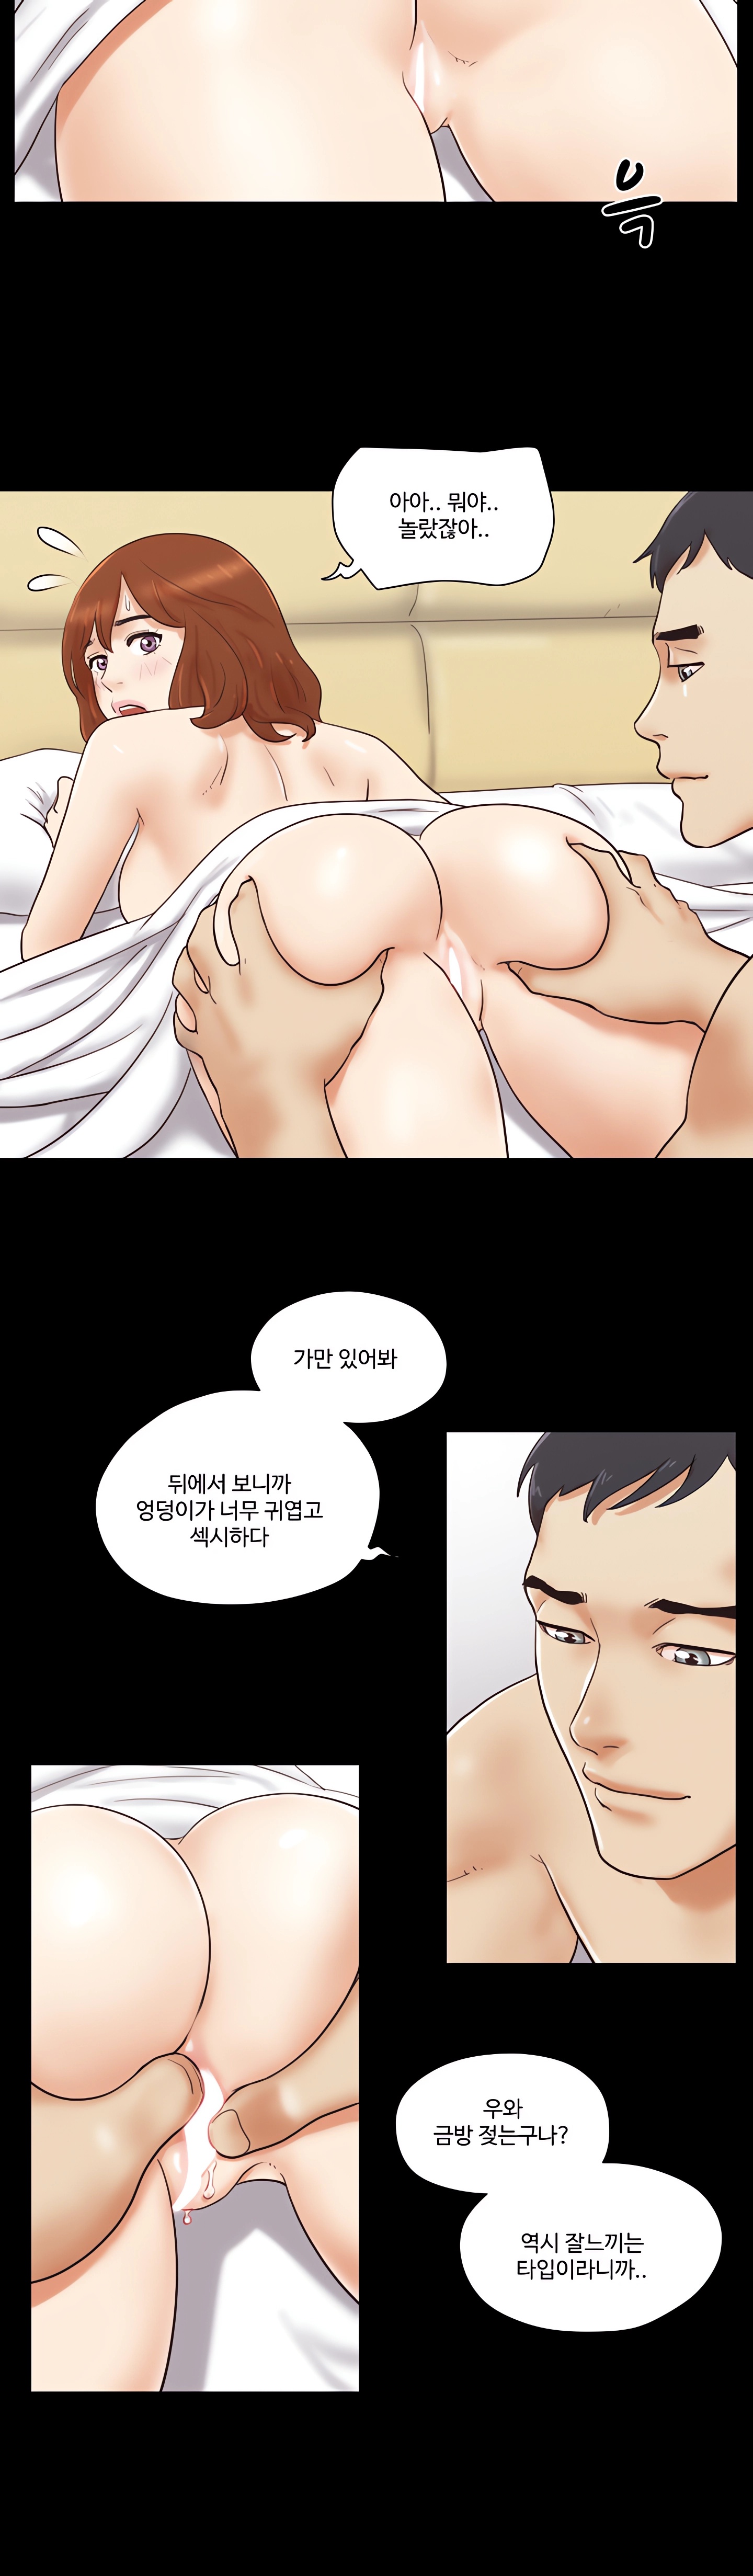 윽
아아.. 뭐야..
놀랐잖아..
가만 있어봐
뒤에서 보니까
엉덩이가 너무 귀엽고
섹시하다
우와
금방 젖는구나?
역시 잘느끼는
타입이라니까..